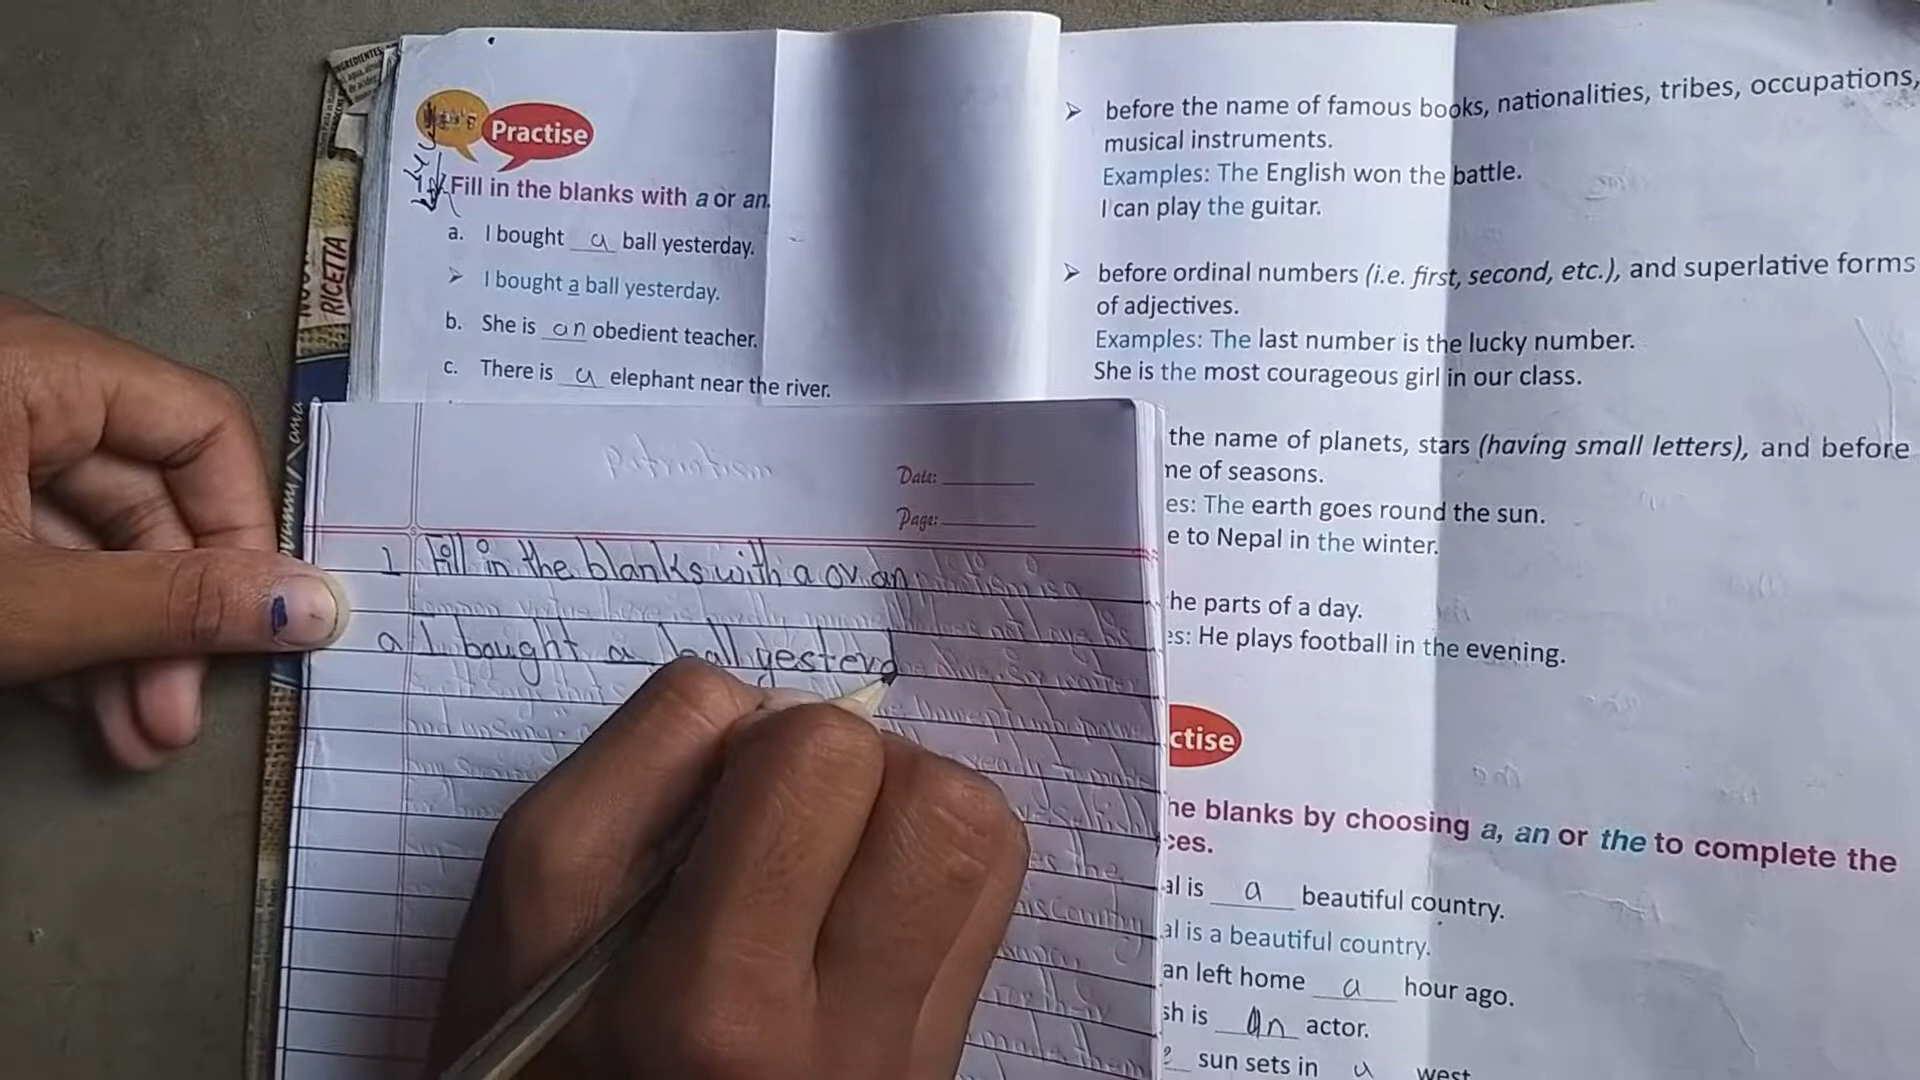 INGREDIENTES
RICETTA
Practise
Fill in the blanks with a or an.
a. I bought a ball yesterday.
➢ I bought a ball yesterday.
b. She is an obedient teacher.
c. There is a elephant near the river.
➢ before the name of famous books, nationalities, tribes, occupations,
musical instruments.
Examples: The English won the battle.
I can play the guitar.
➢ before ordinal numbers (i.e. first, second, etc.), and superlative forms
of adjectives.
Examples: The last number is the lucky number.
She is the most courageous girl in our class.
the name of planets, stars (having small letters), and before
me of seasons.
es: The earth goes round the sun.
e to Nepal in the winter.
he parts of a day.
es: He plays football in the evening.
ctise
he blanks by choosing a, an or the to complete the
ces.
al is a beautiful country.
al is a beautiful country.
an left home a hour ago.
sh is an actor.
sun sets in a west
Date:
Page:
1 Fill in the blanks with a or an
a I bought a ball yesterd